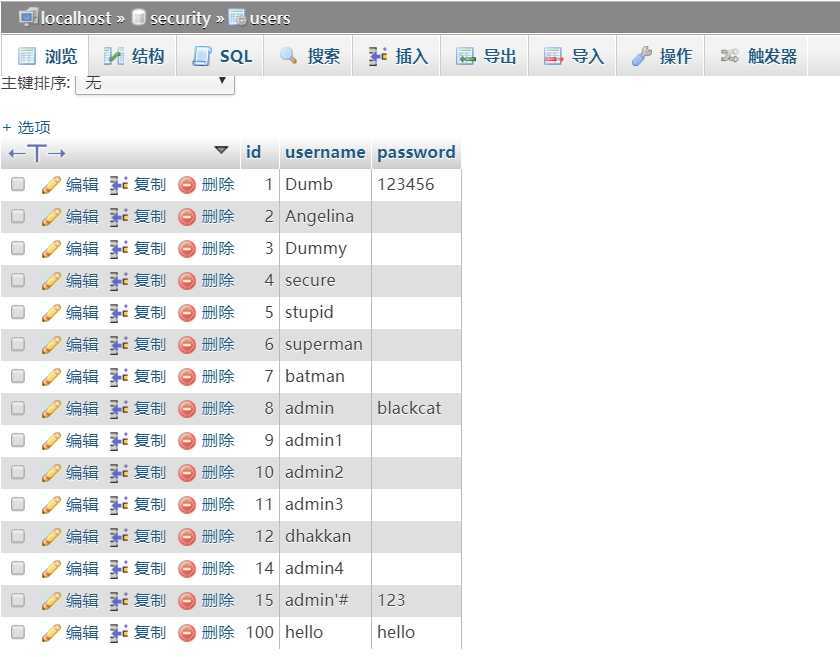 localhost » security » users
浏览 结构 SQL 搜索 插入 导出 导入 操作 触发器
主键排序: 无
+ 选项
←T→ id username password
编辑 复制 删除 1 Dumb 123456
编辑 复制 删除 2 Angelina
编辑 复制 删除 3 Dummy
编辑 复制 删除 4 secure
编辑 复制 删除 5 stupid
编辑 复制 删除 6 superman
编辑 复制 删除 7 batman
编辑 复制 删除 8 admin blackcat
编辑 复制 删除 9 admin1
编辑 复制 删除 10 admin2
编辑 复制 删除 11 admin3
编辑 复制 删除 12 dhakkan
编辑 复制 删除 14 admin4
编辑 复制 删除 15 admin'# 123
编辑 复制 删除 100 hello hello